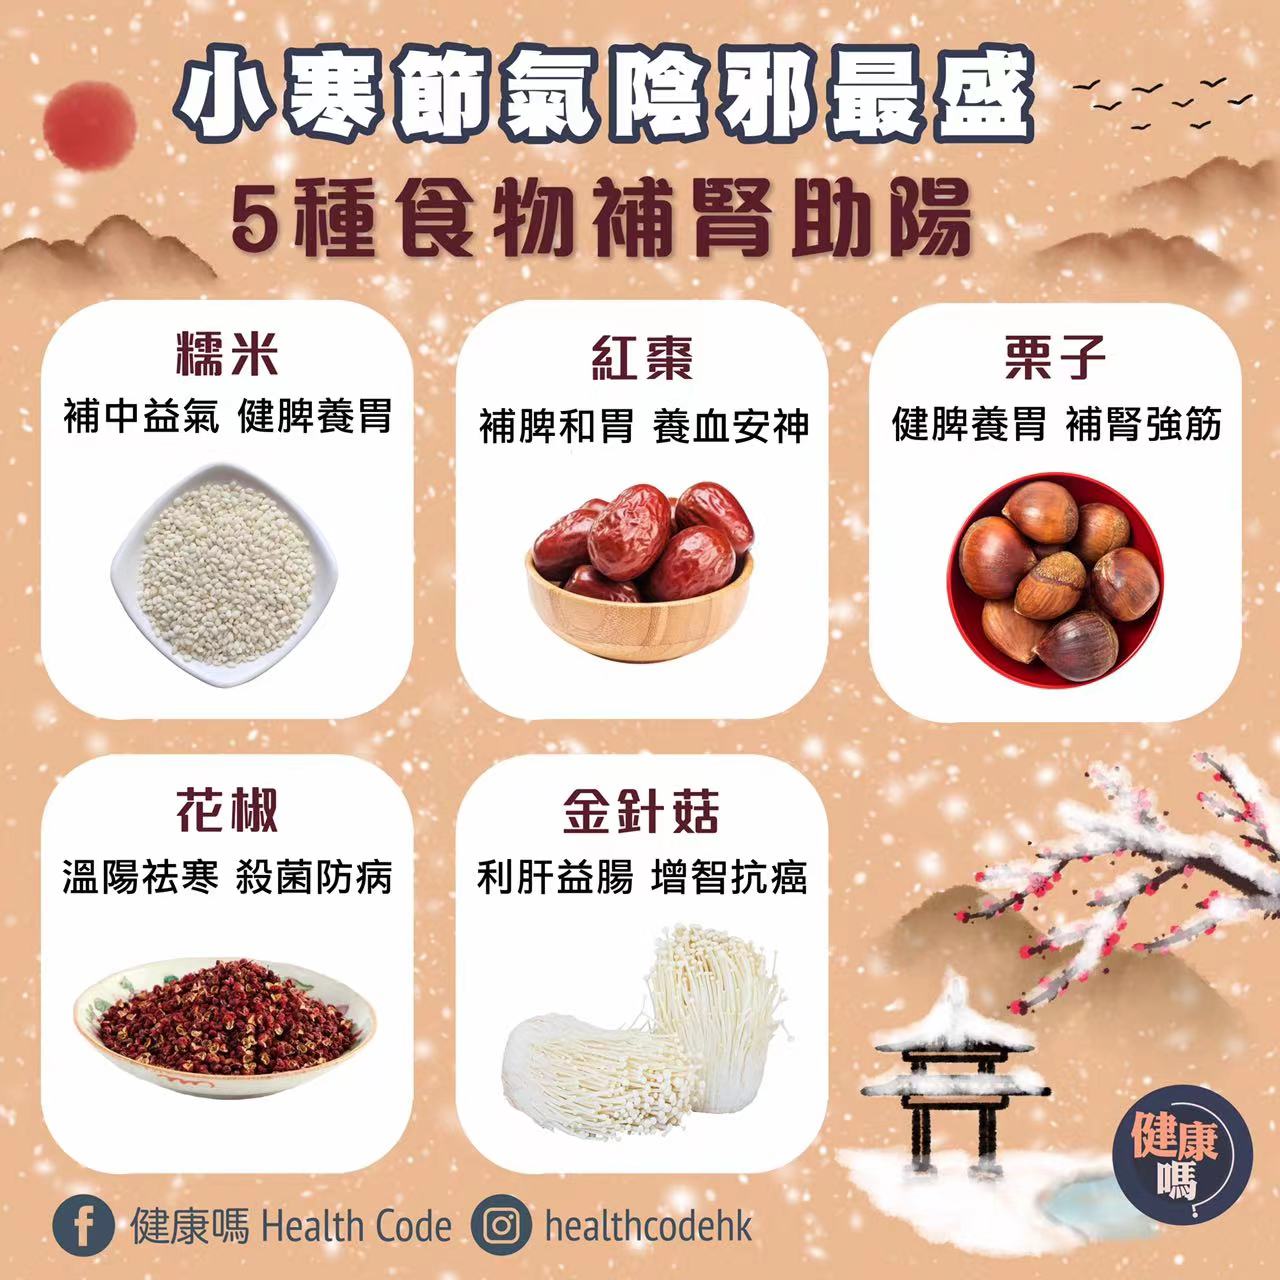 小寒節氣陰邪最盛
5種食物補腎助陽
糯米
補中益氣 健脾養胃
紅棗
補脾和胃 養血安神
栗子
健脾養胃 補腎強筋
花椒
溫陽祛寒 殺菌防病
金針菇
利肝益腸 增智抗癌
健康嗎?
健康嗎 Health Code healthcodehk